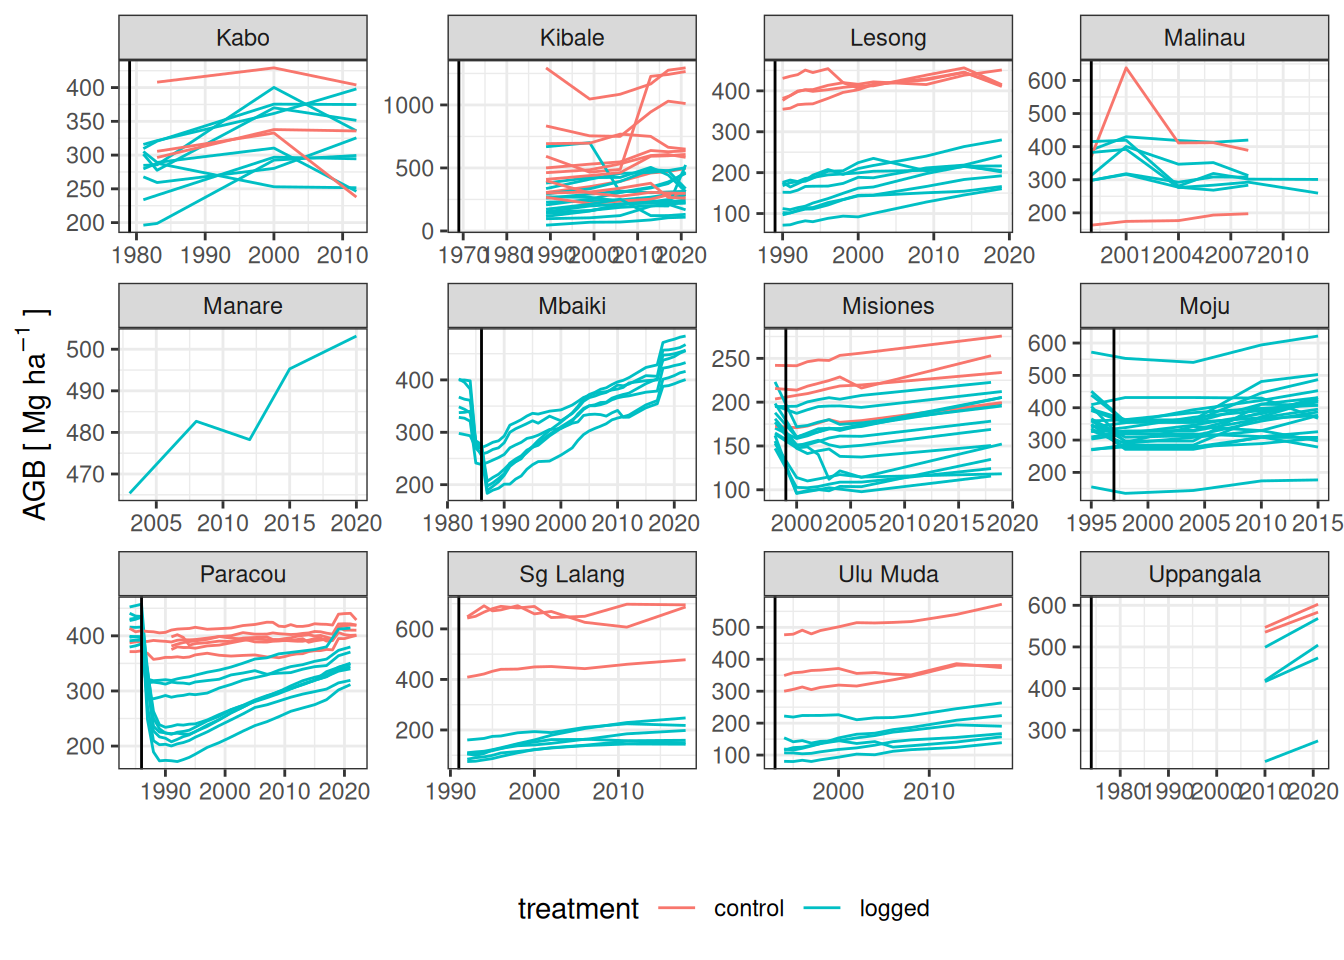 Kabo Kibale Lesong Malinau
400 350 300 250 200
1000 500 0
400 300 200 100
600 500 400 300 200
1980 1990 2000 2010
1970 1980 1990 2000 2010 2020
1990 2000 2010 2020
2001 2004 2007 2010
Manare Mbaiki Misiones Moju
500 490 480 470
400 300 200
250 200 150 100
600 500 400 300 200
2005 2010 2015 2020
1980 1990 2000 2010 2020
2000 2005 2010 2015 2020
1995 2000 2005 2010 2015
AGB [ Mg ha⁻¹ ]
Paracou Sg Lalang Ulu Muda Uppangala
400 300 200
600 400 200
500 400 300 200 100
600 500 400 300
1990 2000 2010 2020
1990 2000 2010
2000 2010
1980 1990 2000 2010 2020
treatment control logged